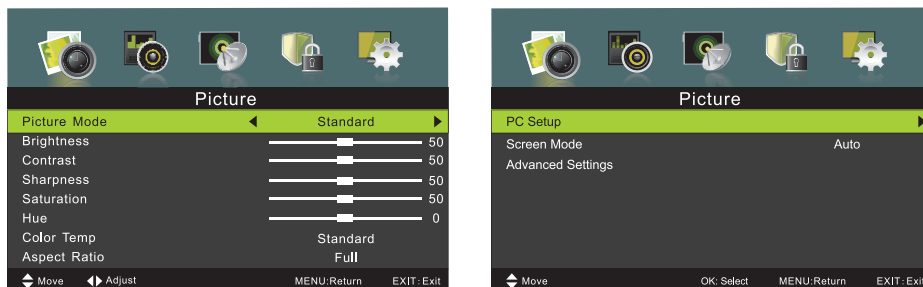 Picture
Picture Mode Standard
Brightness 50
Contrast 50
Sharpness 50
Saturation 50
Hue 0
Color Temp Standard
Aspect Ratio Full
Move Adjust MENU:Return EXIT:Exit
Picture
PC Setup
Screen Mode Auto
Advanced Settings
Move OK: Select MENU:Return EXIT:Exit